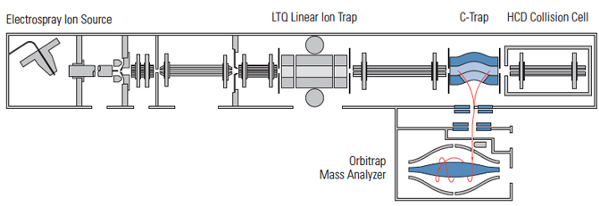 Electrospray Ion Source
LTQ Linear Ion Trap
C-Trap
HCD Collision Cell
Orbitrap
Mass Analyzer